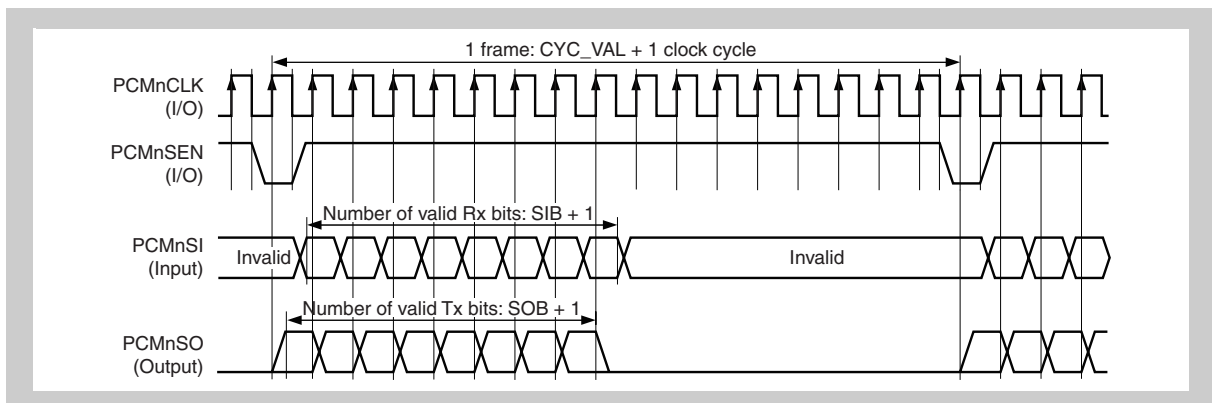 1 frame: CYC_VAL + 1 clock cycle
PCMnCLK
(I/O)
PCMnSEN
(I/O)
Number of valid Rx bits: SIB + 1
PCMnSI
(Input)
Invalid
Invalid
Number of valid Tx bits: SOB + 1
PCMnSO
(Output)